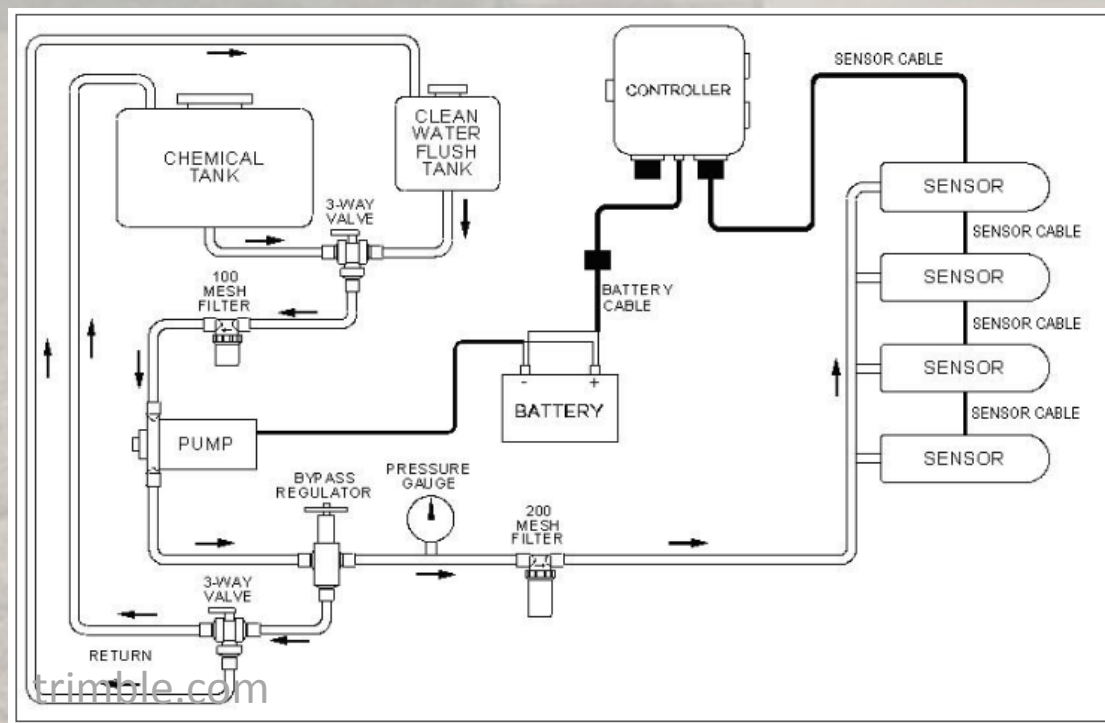 SENSOR CABLE
CONTROLLER
CLEAN
WATER
FLUSH
TANK
CHEMICAL
TANK
3-WAY
VALVE
SENSOR
SENSOR CABLE
SENSOR
SENSOR CABLE
SENSOR
SENSOR CABLE
SENSOR
100
MESH
FILTER
BATTERY
CABLE
- +
BATTERY
PUMP
BYPASS
REGULATOR
PRESSURE
GAUGE
200
MESH
FILTER
3-WAY
VALVE
RETURN
trimble.com